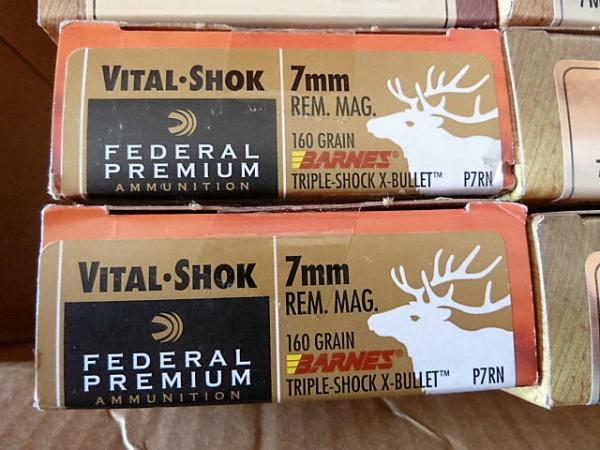 VITAL•SHOK
FEDERAL
PREMIUM
AMMUNITION
7mm
REM. MAG.
160 GRAIN
BARNES®
TRIPLE-SHOCK X-BULLET™ P7RN
VITAL•SHOK
FEDERAL
PREMIUM
AMMUNITION
7mm
REM. MAG.
160 GRAIN
BARNES®
TRIPLE-SHOCK X-BULLET™ P7RN